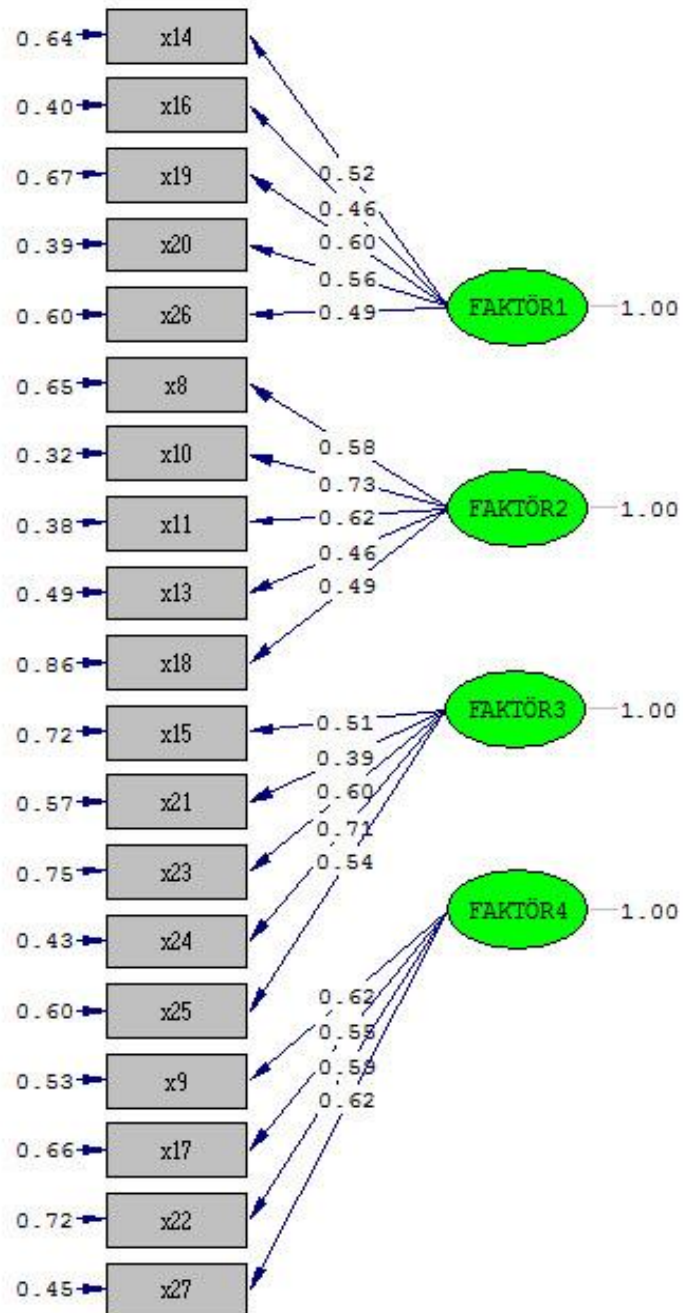 0.64 x14
0.40 x16
0.67 x19
0.39 x20
0.60 x26
0.65 x8
0.32 x10
0.38 x11
0.49 x13
0.86 x18
0.72 x15
0.57 x21
0.75 x23
0.43 x24
0.60 x25
0.53 x9
0.66 x17
0.72 x22
0.45 x27
0.52
0.46
0.60
0.56
0.49
FAKTÖR1 1.00
0.58
0.73
0.62
0.46
0.49
FAKTÖR2 1.00
0.51
0.39
0.60
0.71
0.54
FAKTÖR3 1.00
0.62
0.55
0.59
0.62
FAKTÖR4 1.00